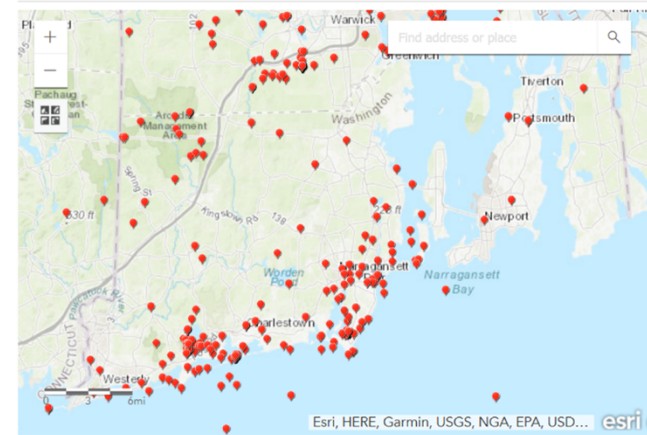 Warwick
Find address or place
Greenwich
Tiverton
Pachaug
Arcadia
Management
Area
Washington
Portsmouth
Spring St
630 ft
Kingstown Rd
138
Newport
Worden
Pond
Narragansett
Narragansett
Bay
Pawcatuck River
Charlestown
CONNECTICUT
Westerly
0 3 6mi
Esri, HERE, Garmin, USGS, NGA, EPA, USD...
esri